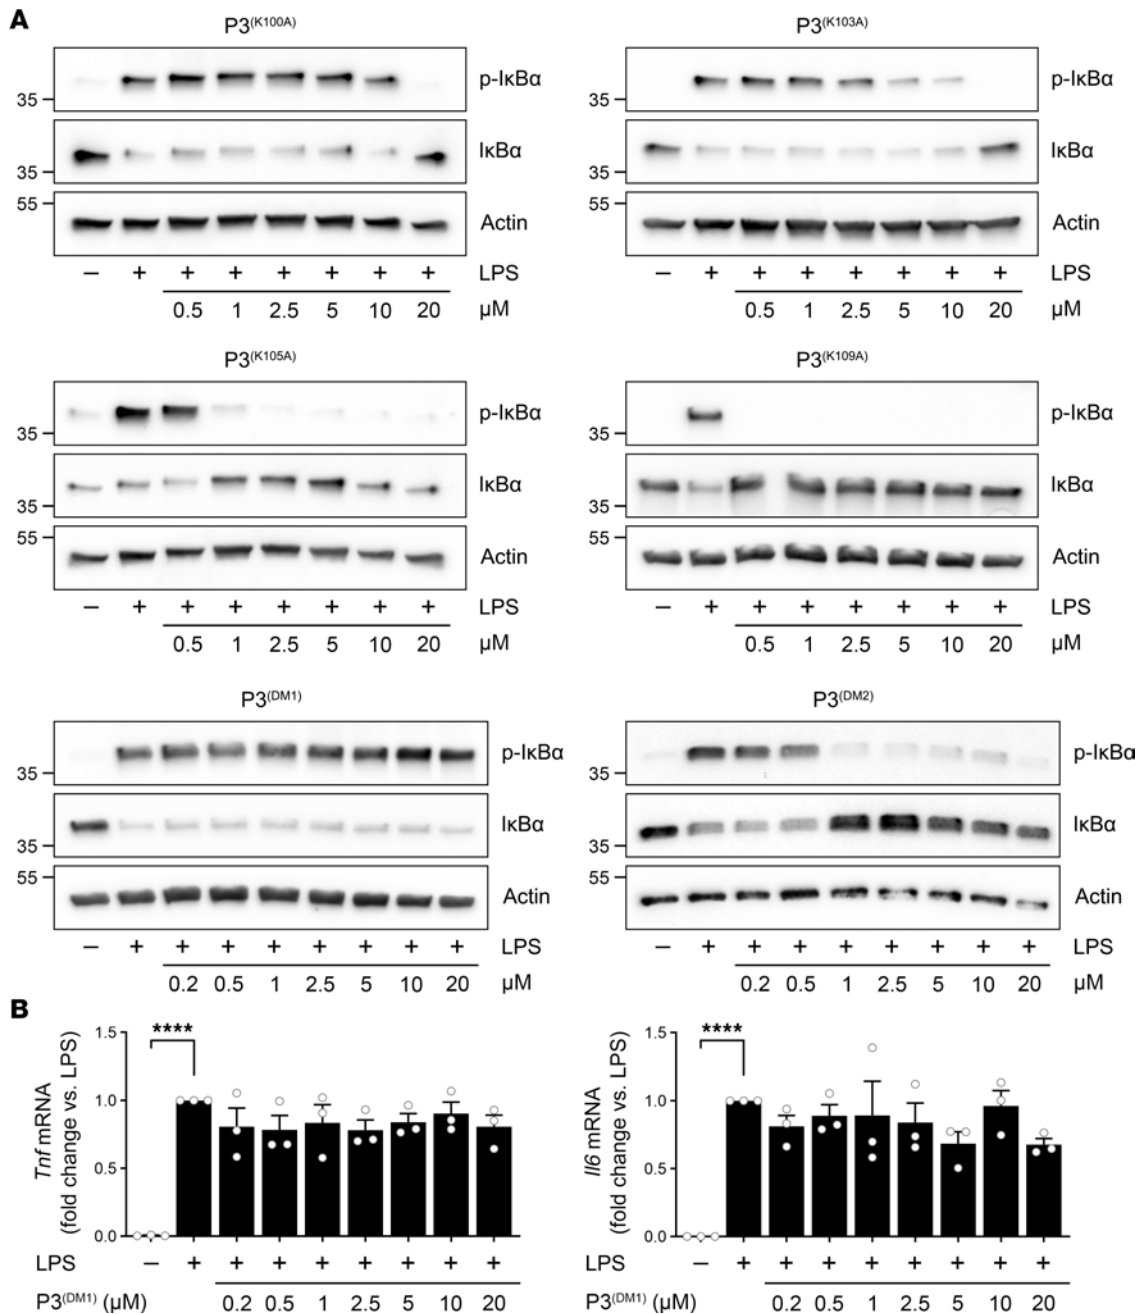 A
P3(K100A)
p-IκBα
35
IκBα
35
55
Actin
– + + + + + + + LPS
0.5 1 2.5 5 10 20 μM
P3(K103A)
p-IκBα
35
IκBα
35
55
Actin
– + + + + + + + LPS
0.5 1 2.5 5 10 20 μM
P3(K105A)
p-IκBα
35
IκBα
35
55
Actin
– + + + + + + + LPS
0.5 1 2.5 5 10 20 μM
P3(K109A)
p-IκBα
35
IκBα
35
55
Actin
– + + + + + + + LPS
0.5 1 2.5 5 10 20 μM
P3(DM1)
p-IκBα
35
IκBα
35
55
Actin
– + + + + + + + + LPS
0.2 0.5 1 2.5 5 10 20 μM
P3(DM2)
p-IκBα
35
IκBα
35
55
Actin
– + + + + + + + + LPS
0.2 0.5 1 2.5 5 10 20 μM
B
Tnf mRNA
(fold change vs. LPS)
1.5
1.0
0.5
0.0
****
LPS – + + + + + + + +
P3(DM1) (μM) 0.2 0.5 1 2.5 5 10 20
Il6 mRNA
(fold change vs. LPS)
1.5
1.0
0.5
0.0
****
LPS – + + + + + + + +
P3(DM1) (μM) 0.2 0.5 1 2.5 5 10 20